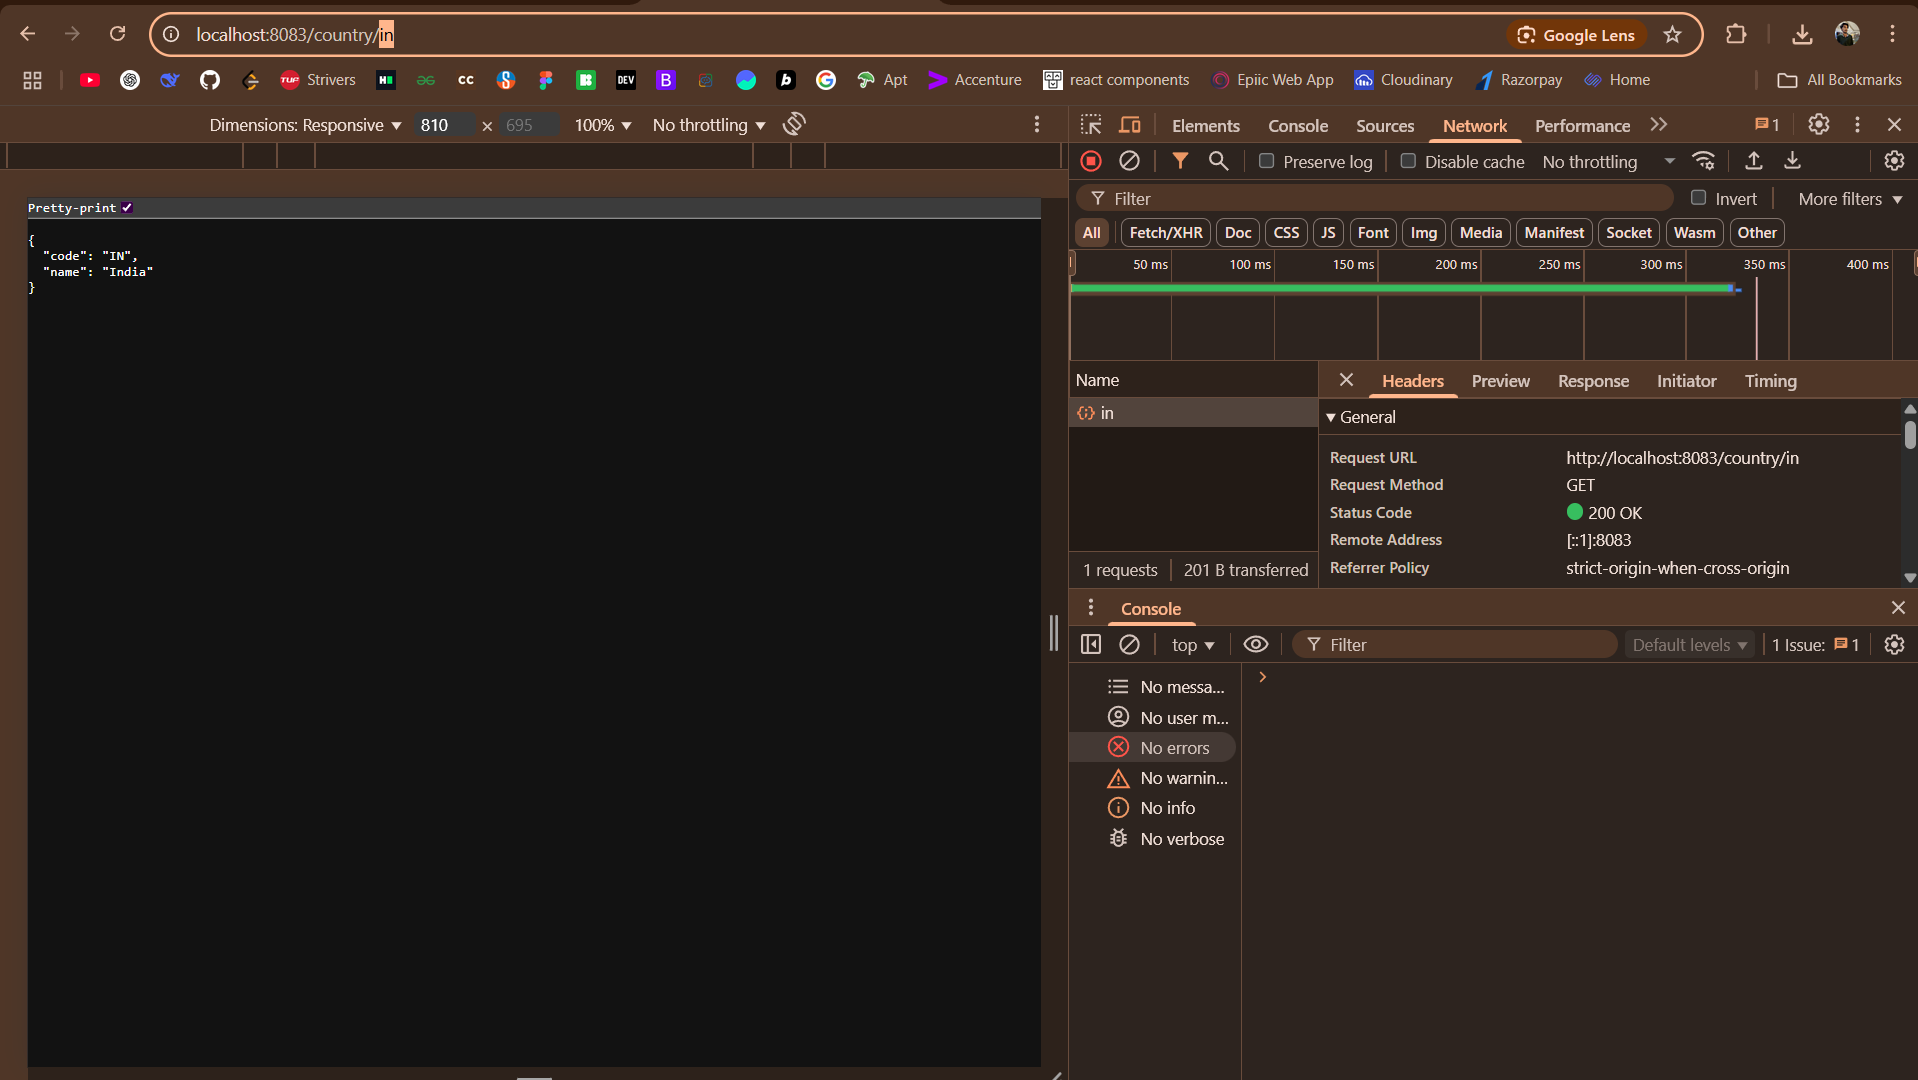 localhost:8083/country/in
Google Lens
TUF Strivers
DEV
B
CC
b
Apt
Accenture
react components
Epiic Web App
Cloudinary
Razorpay
Home
All Bookmarks
Dimensions: Responsive 810 × 695 100% No throttling
Elements Console Sources Network Performance 1
Preserve log Disable cache No throttling
Filter Invert More filters
All Fetch/XHR Doc CSS JS Font Img Media Manifest Socket Wasm Other
50 ms 100 ms 150 ms 200 ms 250 ms 300 ms 350 ms 400 ms
Pretty-print
{
"code": "IN",
"name": "India"
}
Name
in
1 requests 201 B transferred
Headers Preview Response Initiator Timing
General
Request URL http://localhost:8083/country/in
Request Method GET
Status Code 200 OK
Remote Address [::1]:8083
Referrer Policy strict-origin-when-cross-origin
Console
top Filter Default levels 1 Issue: 1
No messa...
No user m...
No errors
No warnin...
No info
No verbose